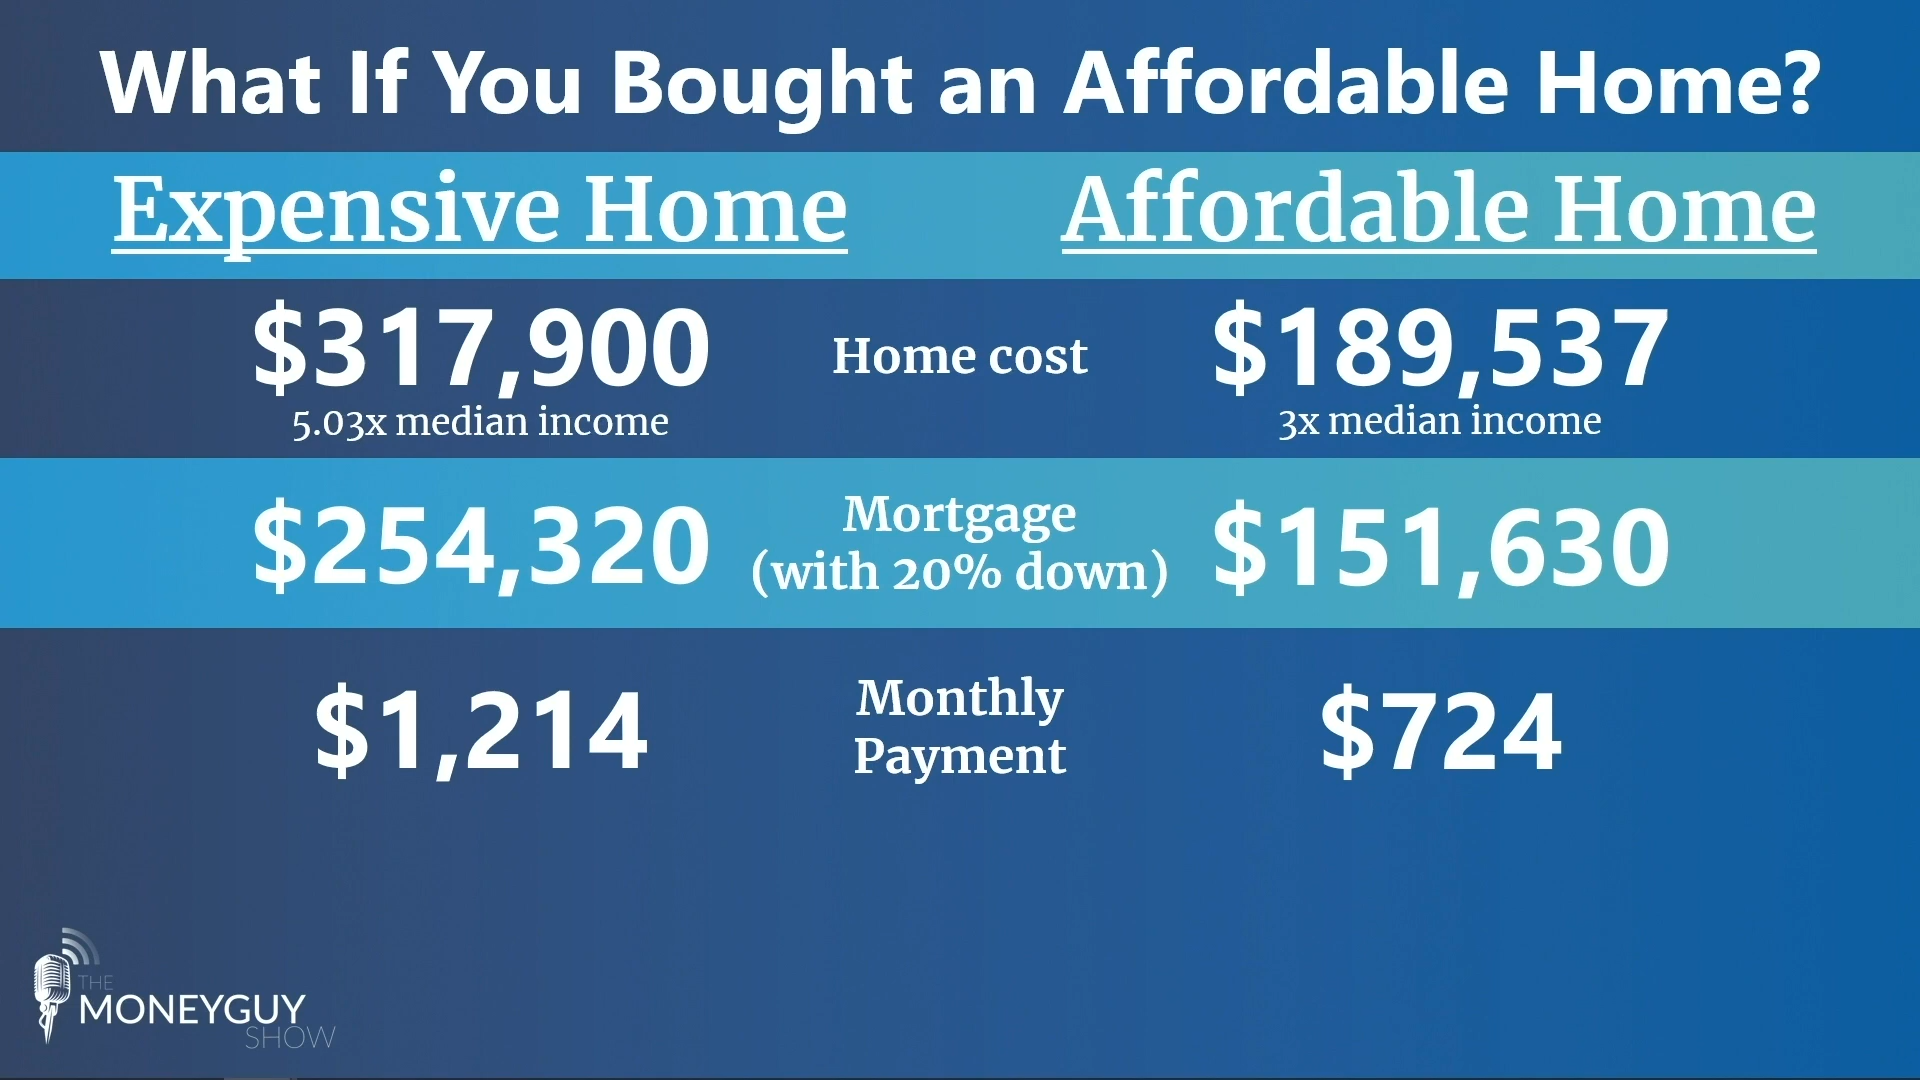 What If You Bought an Affordable Home?
Expensive Home
Affordable Home
$317,900
Home cost
$189,537
5.03x median income
3x median income
$254,320
Mortgage
(with 20% down)
$151,630
$1,214
Monthly
Payment
$724
THE
MONEYGUY
SHOW